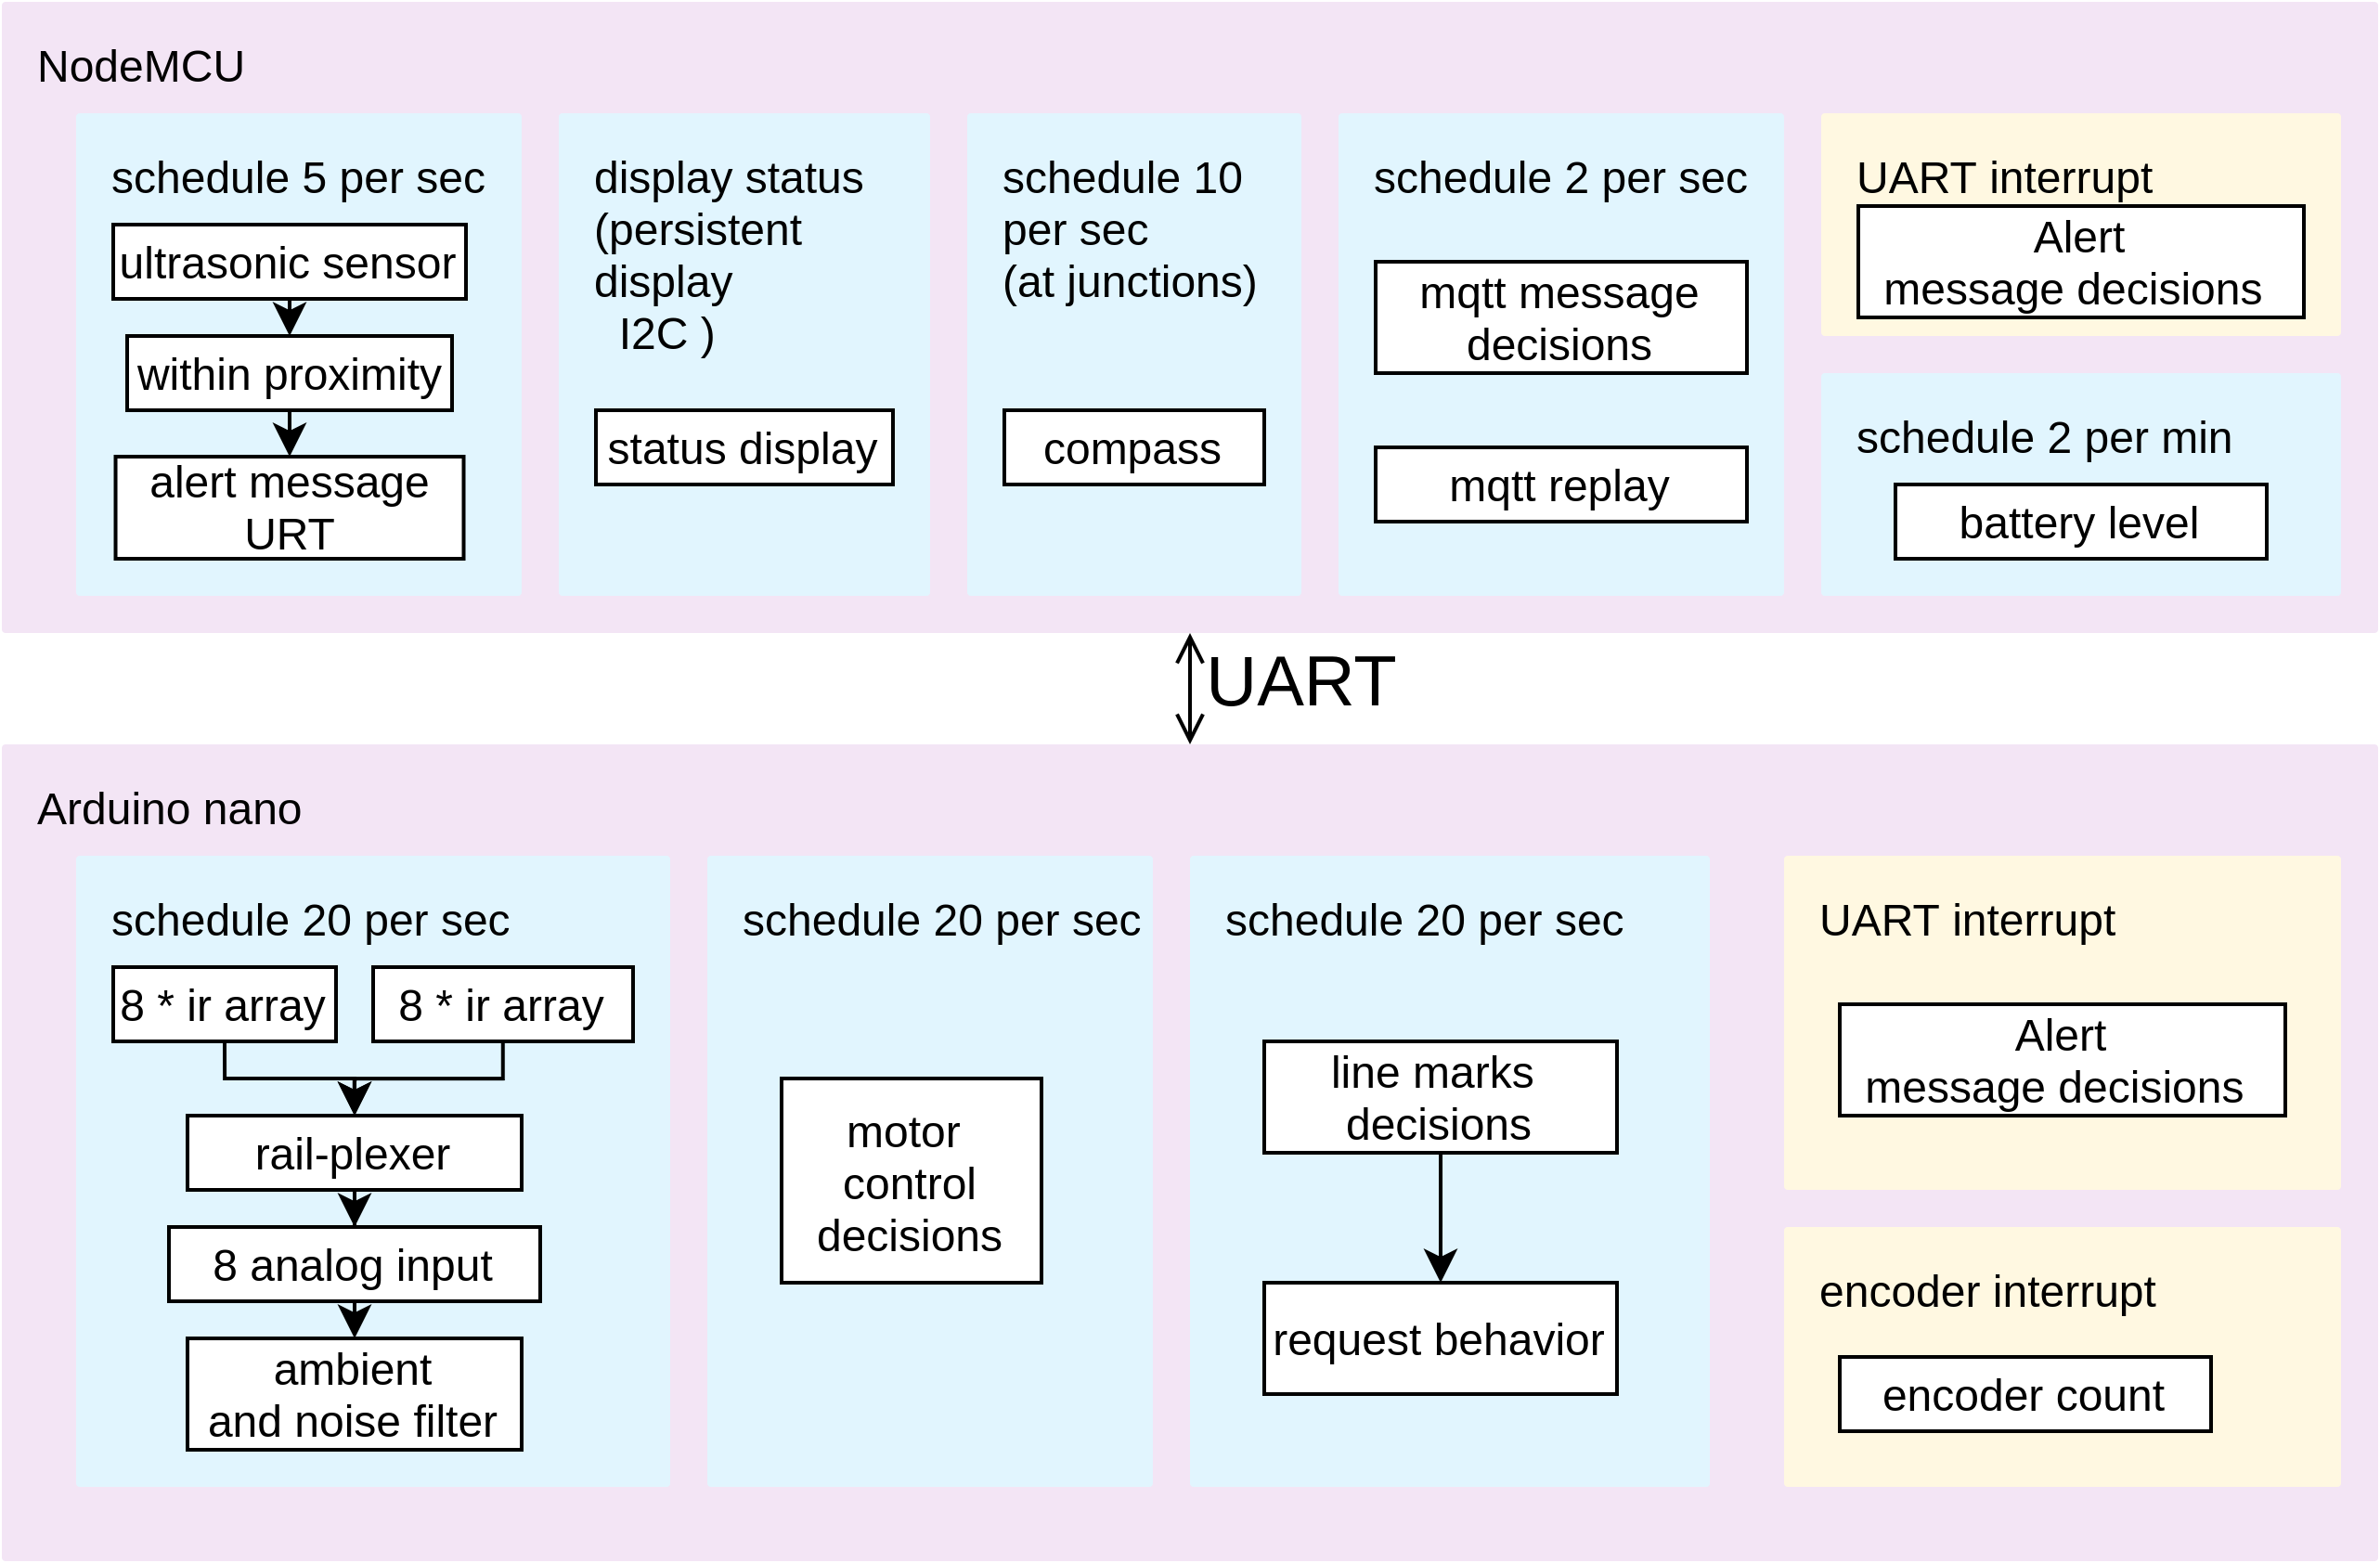 NodeMCU
schedule 5 per sec
ultrasonic sensor
within proximity
alert message
URT
display status
(persistent
display
I2C )
status display
schedule 10
per sec
(at junctions)
compass
schedule 2 per sec
mqtt message
decisions
mqtt replay
UART interrupt
Alert
message decisions
schedule 2 per min
battery level
UART
Arduino nano
schedule 20 per sec
8 * ir array
8 * ir array
rail-plexer
8 analog input
ambient
and noise filter
schedule 20 per sec
motor
control
decisions
schedule 20 per sec
line marks
decisions
request behavior
UART interrupt
Alert
message decisions
encoder interrupt
encoder count